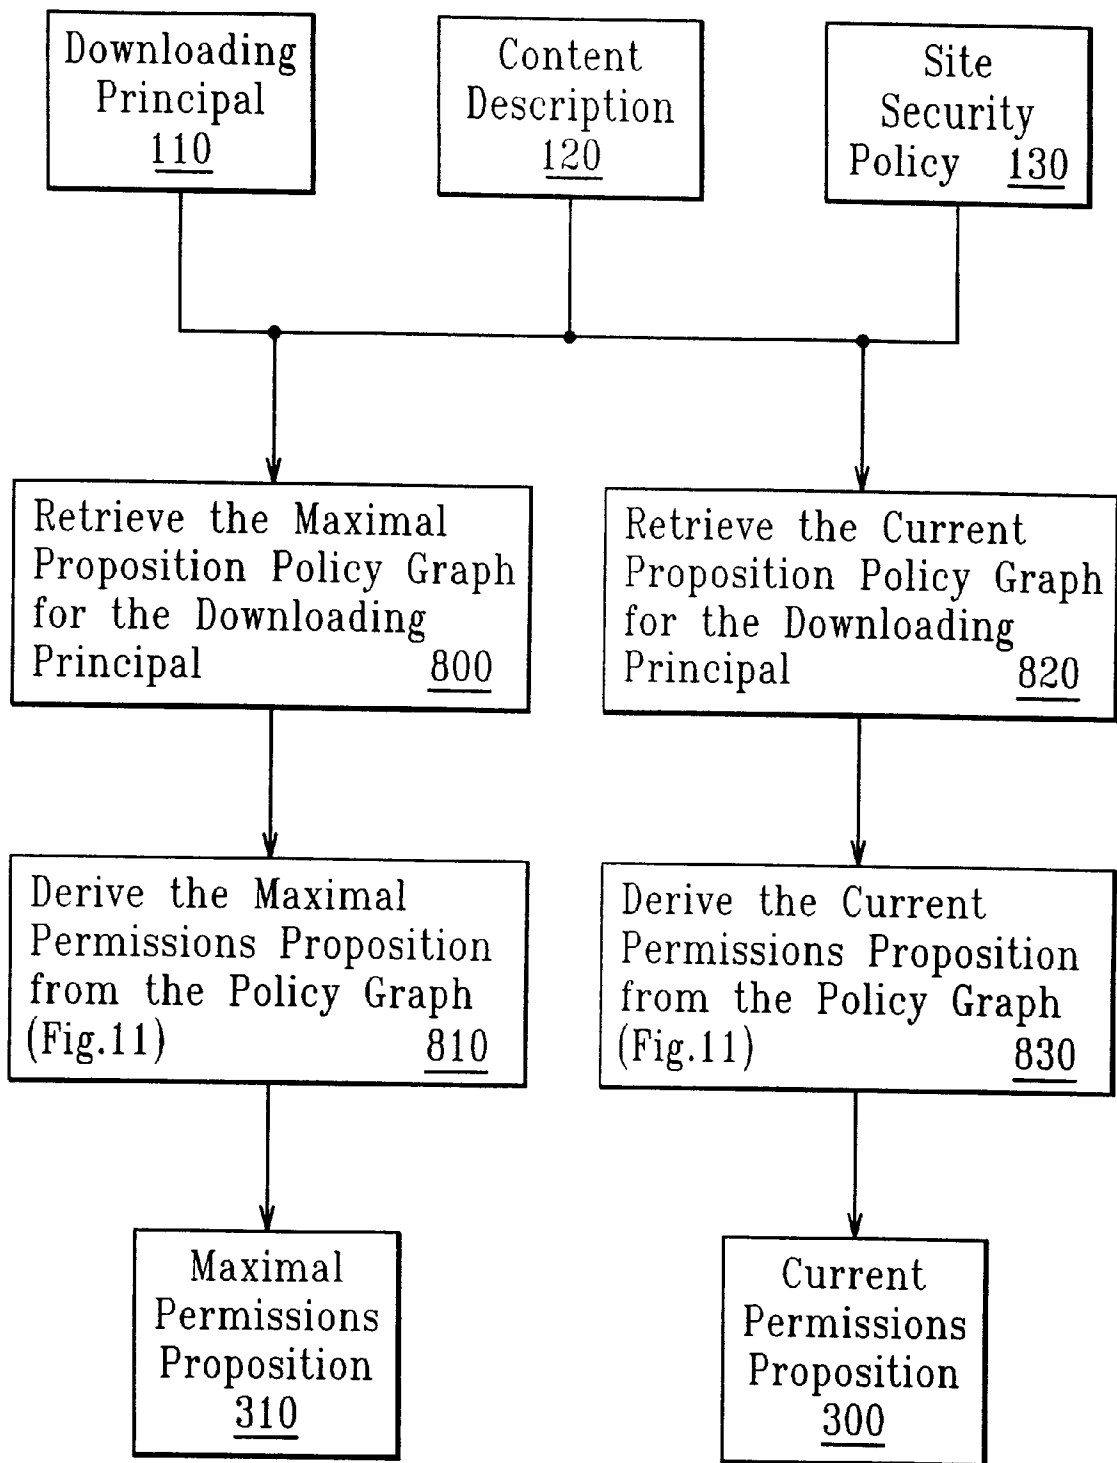 Downloading
Principal
110
Content
Description
120
Site
Security
Policy 130
Retrieve the Maximal
Proposition Policy Graph
for the Downloading
Principal 800
Retrieve the Current
Proposition Policy Graph
for the Downloading
Principal 820
Derive the Maximal
Permissions Proposition
from the Policy Graph
(Fig.11) 810
Derive the Current
Permissions Proposition
from the Policy Graph
(Fig.11) 830
Maximal
Permissions
Proposition
310
Current
Permissions
Proposition
300